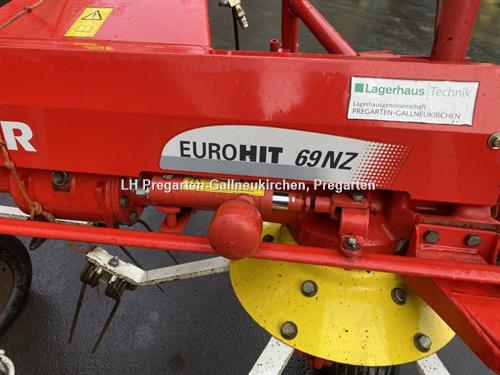 Lagerhaus Technik
Lagerhausgenossenschaft
PREGARTEN-GALLNEUKIRCHEN
R
EUROHIT 69NZ
LH Pregarten-Gallneukirchen, Pregarten